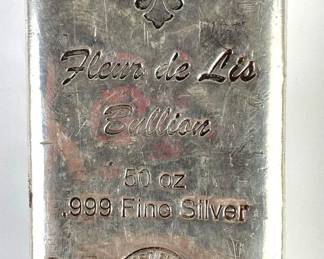 Fleur de Lis
Bullion
50 oz
.999 Fine Silver